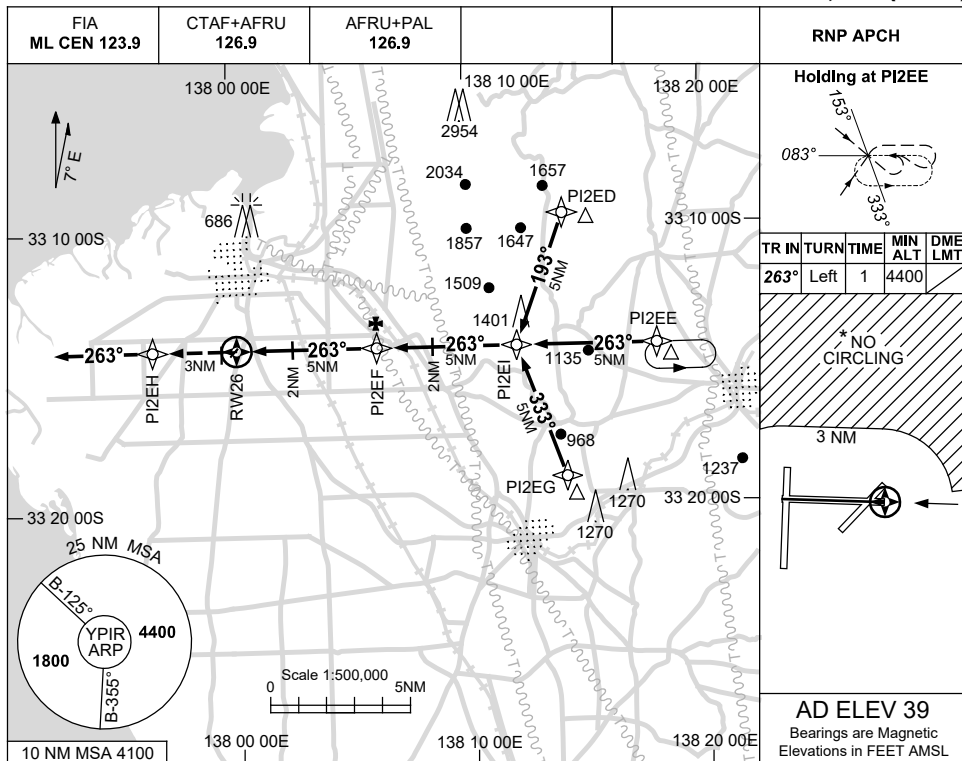 FIA
ML CEN 123.9
CTAF+AFRU
126.9
AFRU+PAL
126.9
RNP APCH
138 00 00E
138 10 00E
138 20 00E
7° E
2954
2034
1657
PI2ED
686
1857
1647
33 10 00S
33 10 00S
193°
5NM
1509
1401
PI2EE
263°
3NM
263°
5NM
2NM
263°
5NM
2NM
263°
5NM
1135
PI2EH
RW26
PI2EF
PI2EI
333°
5NM
968
PI2EG
1237
1270
1270
33 20 00S
33 20 00S
25 NM MSA
B-125°
YPIR
ARP
4400
1800
B-355°
Scale 1:500,000
0
5NM
10 NM MSA 4100
138 00 00E
138 10 00E
138 20 00E
Holding at PI2EE
153°
083°
333°
TR IN TURN TIME MIN ALT DME LMT
263° Left 1 4400
*NO
CIRCLING
3 NM
AD ELEV 39
Bearings are Magnetic
Elevations in FEET AMSL